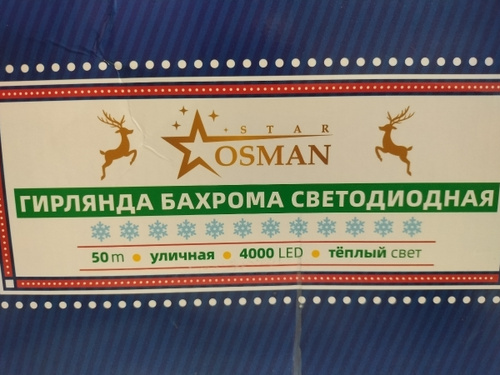 STAR
OSMAN
ГИРЛЯНДА БАХРОМА СВЕТОДИОДНАЯ
50 m • уличная • 4000 LED • тёплый свет